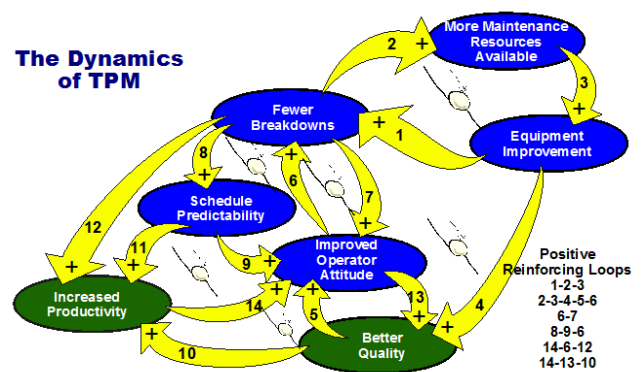 The Dynamics
of TPM
More Maintenance
Resources
Available
2
+
3
+
Fewer
Breakdowns
+
1
Equipment
Improvement
8
+
+
6
7
+
Schedule
Predictability
12
+
11
+
9
+
Improved
Operator
Attitude
+
14
+
5
13
+
4
+
Increased
Productivity
+
10
Better
Quality
Positive
Reinforcing Loops
1-2-3
2-3-4-5-6
6-7
8-9-6
14-6-12
14-13-10